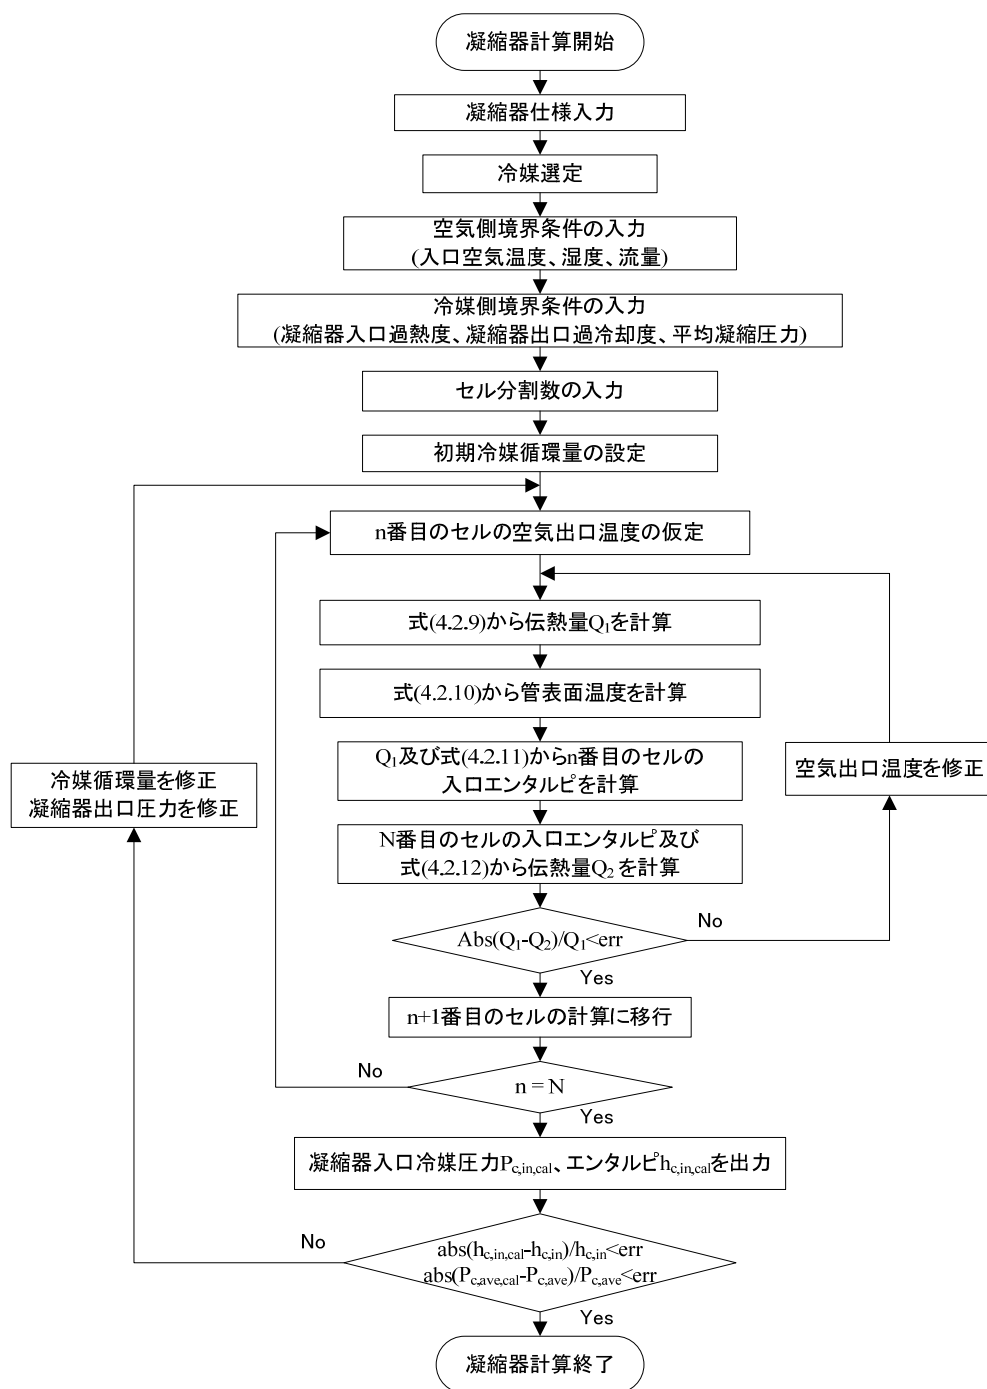 凝縮器計算開始
凝縮器仕様入力
冷媒選定
空気側境界条件の入力
(入口空気温度、湿度、流量)
冷媒側境界条件の入力
(凝縮器入口過熱度、凝縮器出口過冷却度、平均凝縮圧力)
セル分割数の入力
初期冷媒循環量の設定
n番目のセルの空気出口温度の仮定
式(4.2.9)から伝熱量Q₁を計算
式(4.2.10)から管表面温度を計算
Q₁及び式(4.2.11)からn番目のセルの
入口エンタルピを計算
空気出口温度を修正
冷媒循環量を修正
凝縮器出口圧力を修正
N番目のセルの入口エンタルピ及び
式(4.2.12)から伝熱量Q₂を計算
Abs(Q₁-Q₂)/Q₁<err
No
Yes
n+1番目のセルの計算に移行
n = N
No
Yes
凝縮器入口冷媒圧力Pc,in,cal、エンタルピhc,in,calを出力
abs(hc,in,cal-hc,in)/hc,in<err
abs(Pc,ave,cal-Pc,ave)/Pc,ave<err
No
Yes
凝縮器計算終了